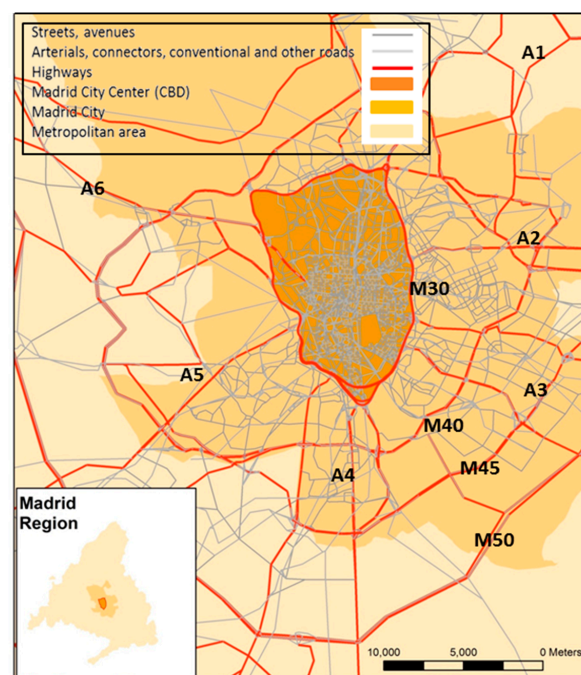 Streets, avenues
Arterials, connectors, conventional and other roads
Highways
Madrid City Center (CBD)
Madrid City
Metropolitan area
A1
A6
A2
M30
A5
A3
M40
A4
M45
M50
Madrid
Region
10,000 5,000 0 Meters